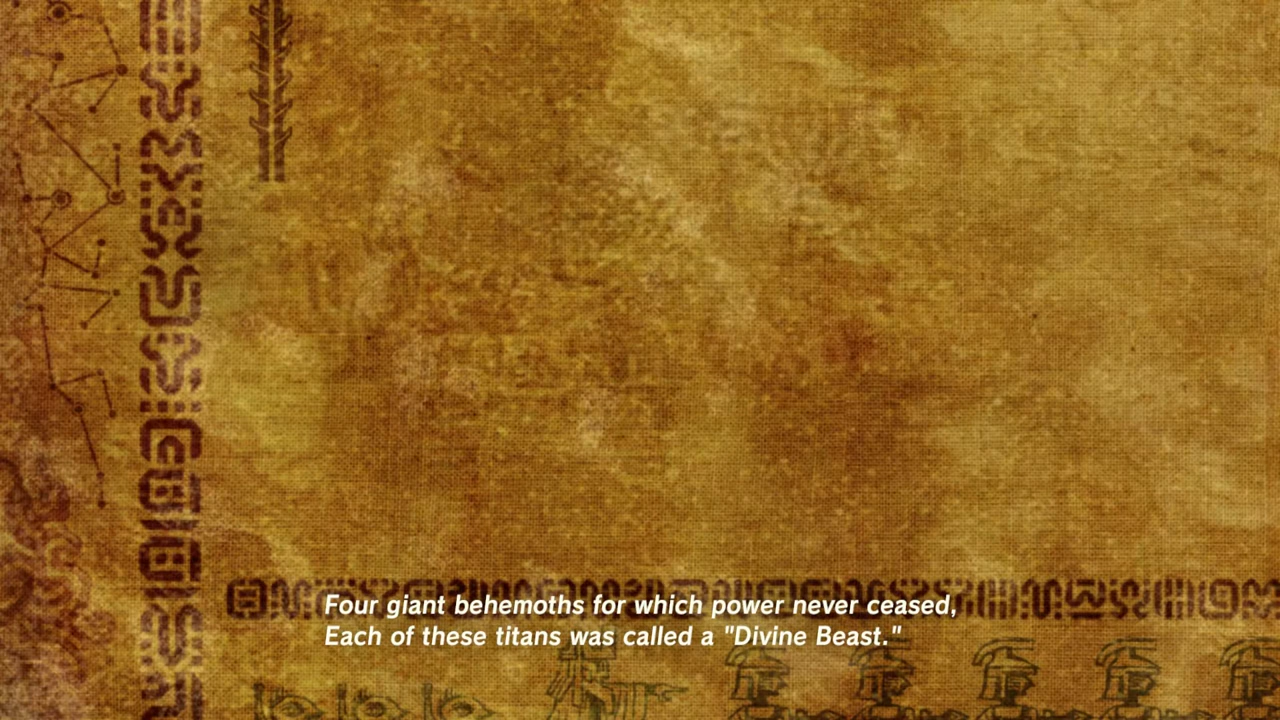 Four giant behemoths for which power never ceased,
Each of these titans was called a "Divine Beast."